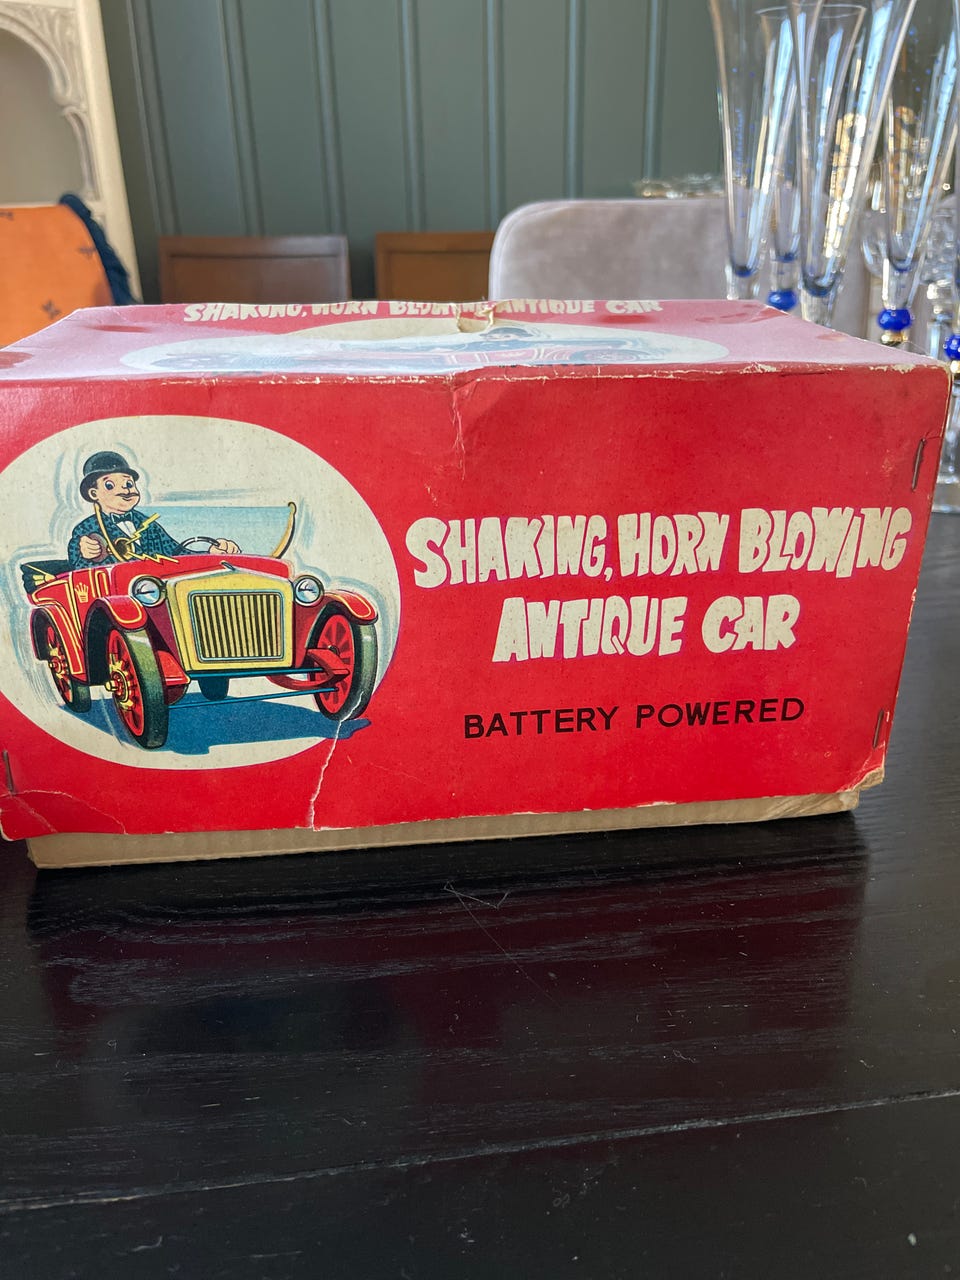 SHAKING, HORN BLOWING ANTIQUE CAR
SHAKING, HORN BLOWING
ANTIQUE CAR
BATTERY POWERED